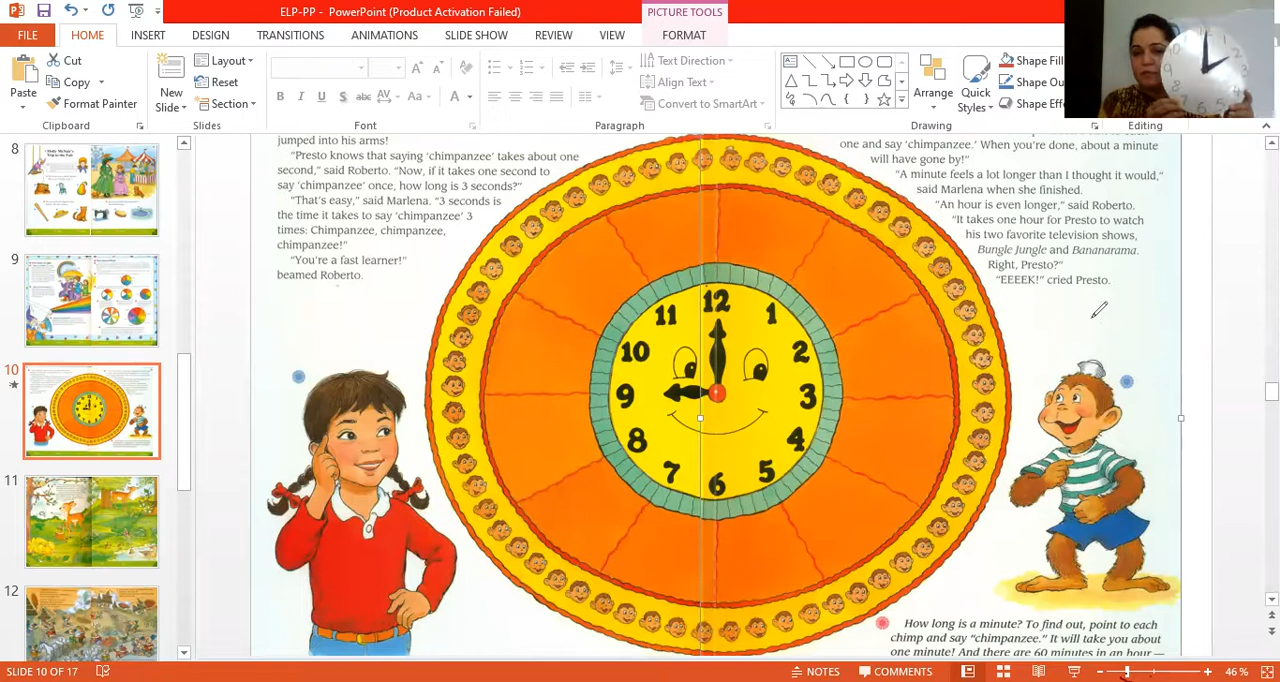 ELP-PP - PowerPoint (Product Activation Failed)
PICTURE TOOLS
FILE HOME INSERT DESIGN TRANSITIONS ANIMATIONS SLIDE SHOW REVIEW VIEW FORMAT
Cut
Copy
Format Painter
Paste
Clipboard
New
Slide
Layout
Reset
Section
Slides
B I U S abc AV Aa A
Font
Text Direction
Align Text
Convert to SmartArt
Paragraph
Arrange
Quick
Styles
Shape Fill
Shape Out
Shape Effe
Drawing
Editing
8
9
10
11
12
jumped into his arms!
“Presto knows that saying ‘chimpanzee’ takes about one
second,” said Roberto. “Now, if it takes one second to
say ‘chimpanzee’ once, how long is 3 seconds?”
“That’s easy,” said Marlena. “3 seconds is
the time it takes to say ‘chimpanzee’ 3
times: Chimpanzee, chimpanzee,
chimpanzee!”
“You’re a fast learner!”
beamed Roberto.
one and say “chimpanzee.’ When you’re done, about a minute
will have gone by!”
“A minute feels a lot longer than I thought it would,”
said Marlena when she finished.
“An hour is even longer,” said Roberto.
“It takes one hour for Presto to watch
his two favorite television shows,
Bungle Jungle and Bananarama.
Right, Presto?”
“EEEEK!” cried Presto.
12
11 1
10 2
9 3
8 4
7 5
6
How long is a minute? To find out, point to each
chimp and say “chimpanzee.” It will take you about
one minute! And there are 60 minutes in an hour —
SLIDE 10 OF 17
NOTES
COMMENTS
46 %